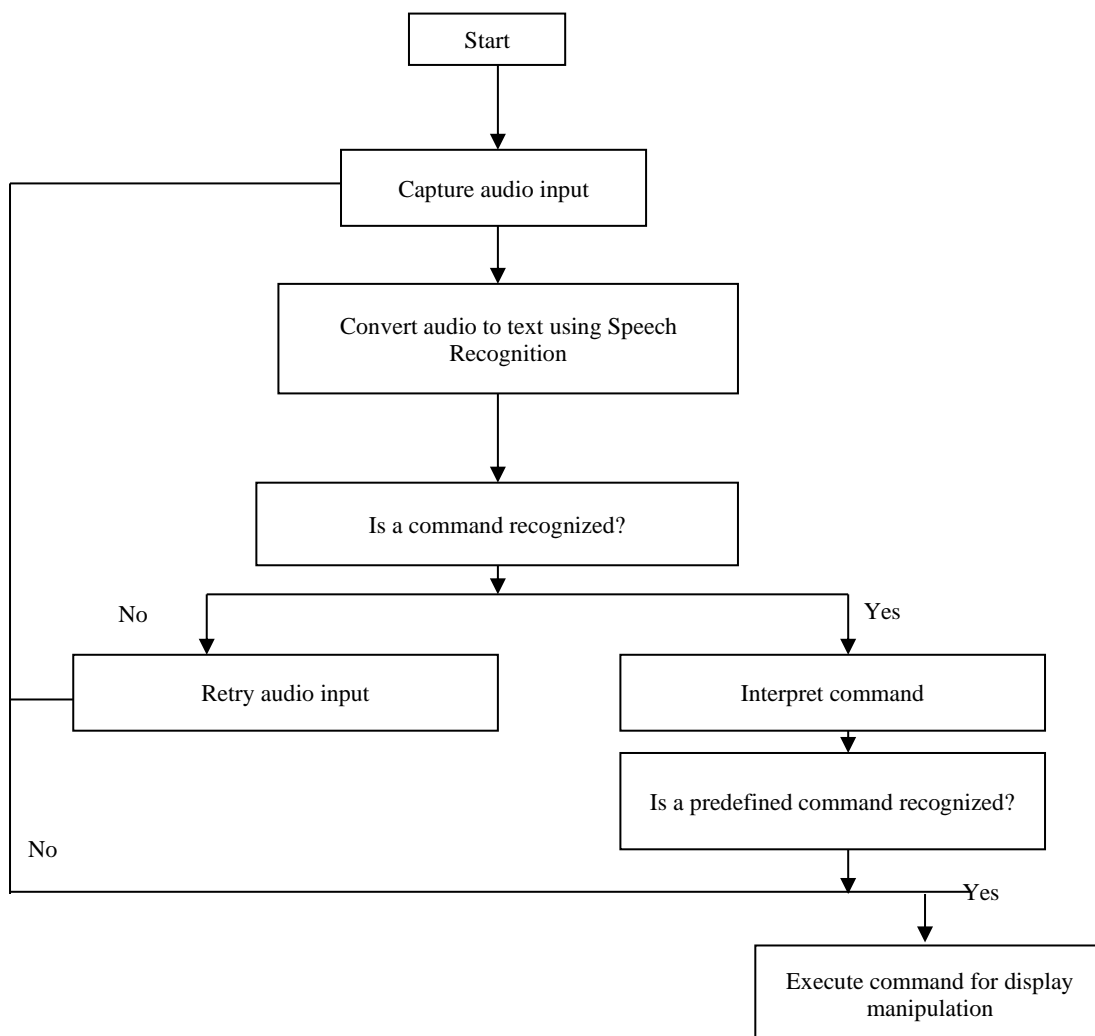 Start
Capture audio input
Convert audio to text using Speech
Recognition
Is a command recognized?
No
Yes
Retry audio input
Interpret command
Is a predefined command recognized?
No
Yes
Execute command for display
manipulation